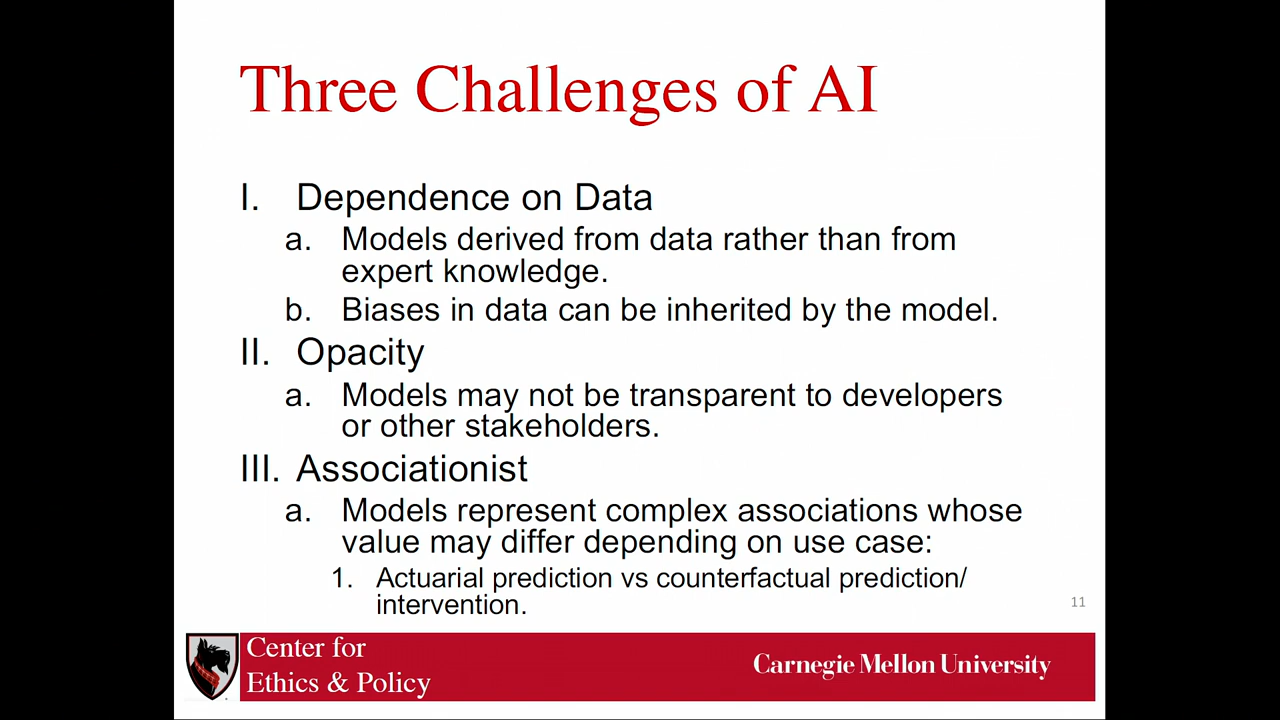 Three Challenges of AI
I. Dependence on Data
a. Models derived from data rather than from
expert knowledge.
b. Biases in data can be inherited by the model.
II. Opacity
a. Models may not be transparent to developers
or other stakeholders.
III. Associationist
a. Models represent complex associations whose
value may differ depending on use case:
1. Actuarial prediction vs counterfactual prediction/
intervention.
11
Center for
Ethics & Policy
Carnegie Mellon University